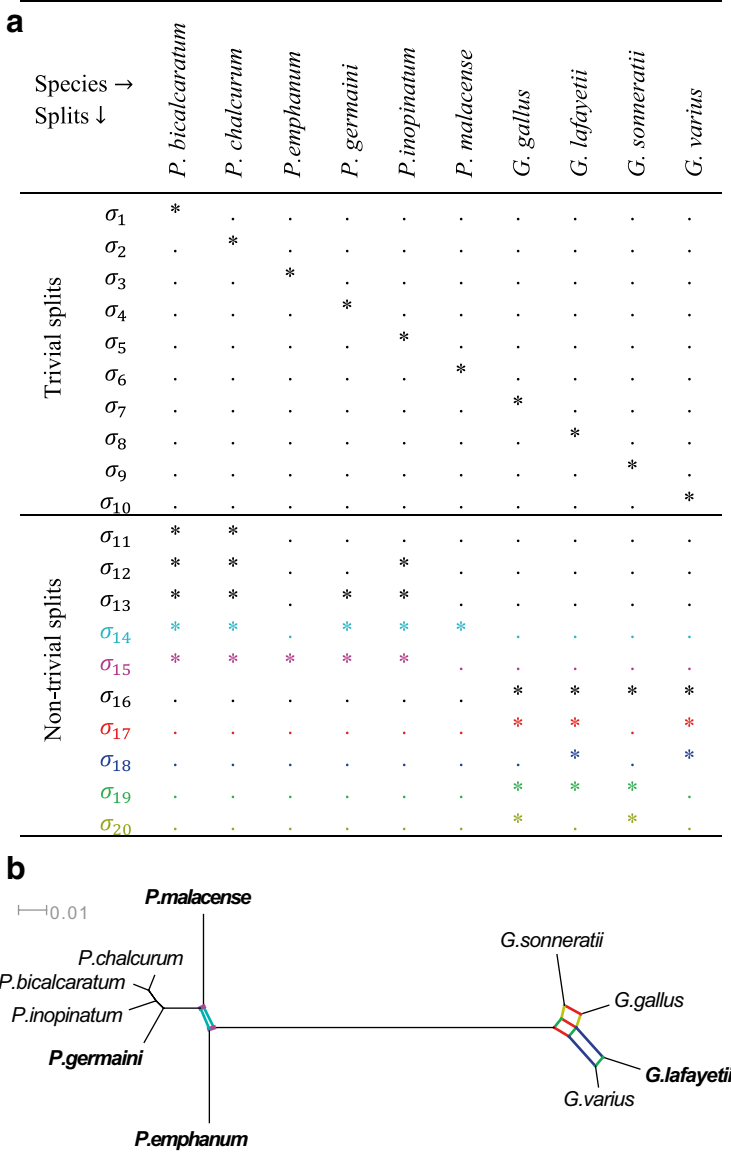 a
Species →
Splits ↓
P. bicalcaratum
P. chalcurum
P.emphanum
P. germaini
P.inopinatum
P. malacense
G. gallus
G. lafayetii
G. sonneratii
G. varius
Trivial splits
σ1 * . . . . . . . . .
σ2 . * . . . . . . . .
σ3 . . * . . . . . . .
σ4 . . . * . . . . . .
σ5 . . . . * . . . . .
σ6 . . . . . * . . . .
σ7 . . . . . . * . . .
σ8 . . . . . . . * . .
σ9 . . . . . . . . * .
σ10 . . . . . . . . . *
Non-trivial splits
σ11 * * . . . . . . . .
σ12 * * . . * . . . . .
σ13 * * . * * . . . . .
σ14 * * . * * * . . . .
σ15 * * * * * . . . . .
σ16 . . . . . . * * * *
σ17 . . . . . . * * . *
σ18 . . . . . . . * . *
σ19 . . . . . . * * * .
σ20 . . . . . . * . * .
b
0.01
P.malacense
P.chalcurum
P.bicalcaratum
P.inopinatum
P.germaini
P.emphanum
G.sonneratii
G.gallus
G.lafayetii
G.varius